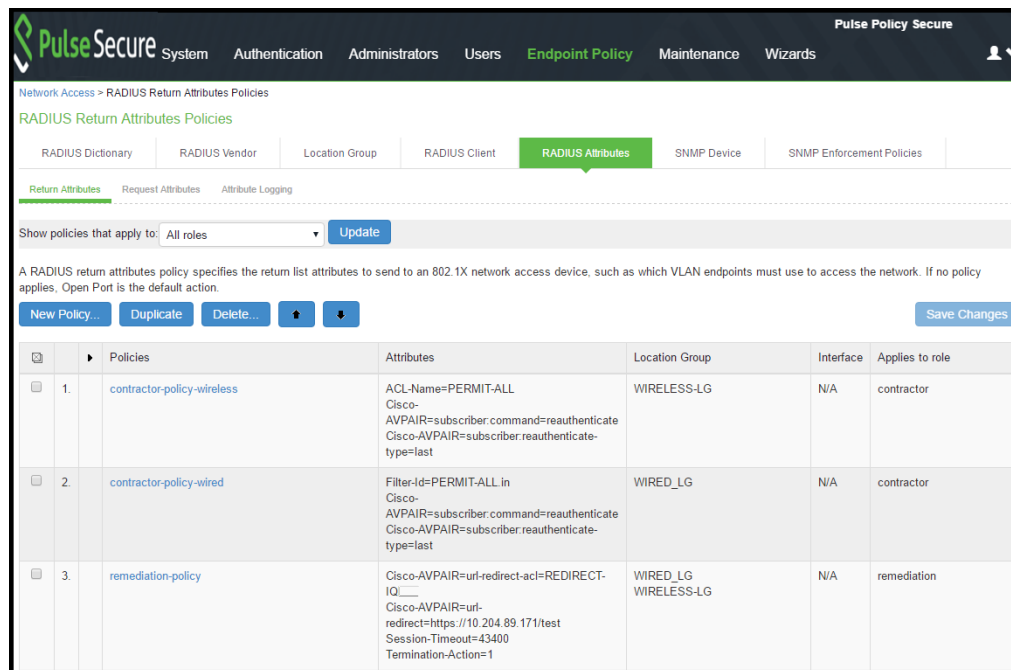 Pulse Policy Secure
Pulse Secure
System Authentication Administrators Users Endpoint Policy Maintenance Wizards
Network Access > RADIUS Return Attributes Policies
RADIUS Return Attributes Policies
RADIUS Dictionary RADIUS Vendor Location Group RADIUS Client RADIUS Attributes SNMP Device SNMP Enforcement Policies
Return Attributes Request Attributes Attribute Logging
Show policies that apply to: All roles Update
A RADIUS return attributes policy specifies the return list attributes to send to an 802.1X network access device, such as which VLAN endpoints must use to access the network. If no policy
applies, Open Port is the default action.
New Policy... Duplicate Delete... Save Changes
Policies Attributes Location Group Interface Applies to role
1. contractor-policy-wireless ACL-Name=PERMIT-ALL WIRELESS-LG N/A contractor
Cisco-
AVPAIR=subscriber:command=reauthenticate
Cisco-AVPAIR=subscriber:reauthenticate-
type=last
2. contractor-policy-wired Filter-Id=PERMIT-ALL.in WIRED_LG N/A contractor
Cisco-
AVPAIR=subscriber:command=reauthenticate
Cisco-AVPAIR=subscriber:reauthenticate-
type=last
3. remediation-policy Cisco-AVPAIR=url-redirect-acl=REDIRECT- WIRED_LG N/A remediation
WIRELESS-LG
Cisco-AVPAIR=url-
redirect=https://10.204.89.171/test
Session-Timeout=43400
Termination-Action=1